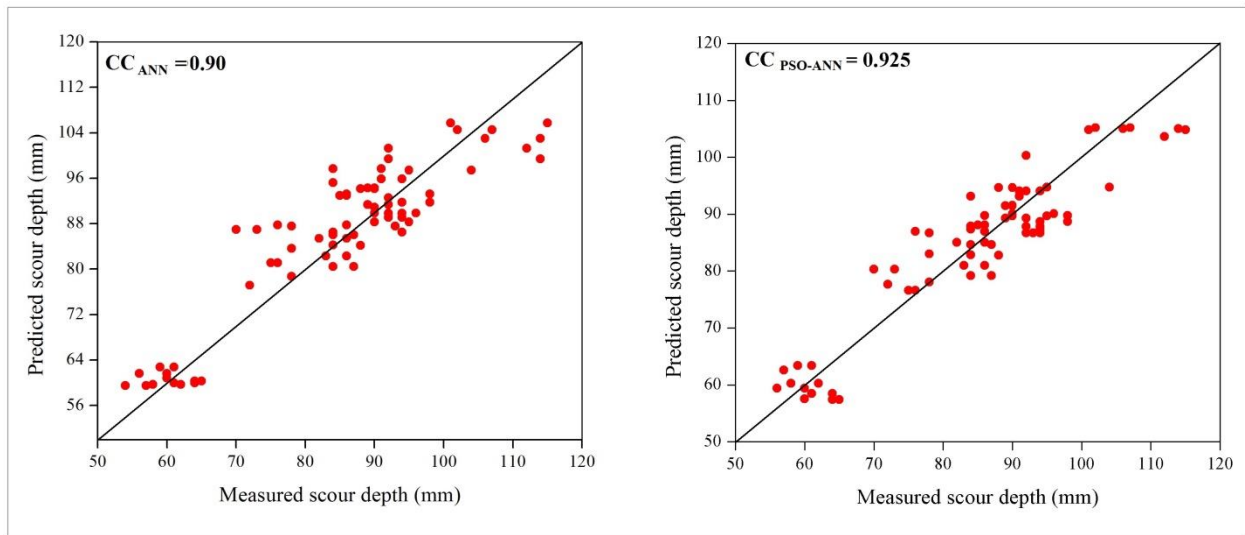 CC ANN = 0.90
Predicted scour depth (mm)
120
112
104
96
88
80
72
64
56
50 60 70 80 90 100 110 120
Measured scour depth (mm)
CC PSO-ANN = 0.925
Predicted scour depth (mm)
120
110
100
90
80
70
60
50
50 60 70 80 90 100 110 120
Measured scour depth (mm)